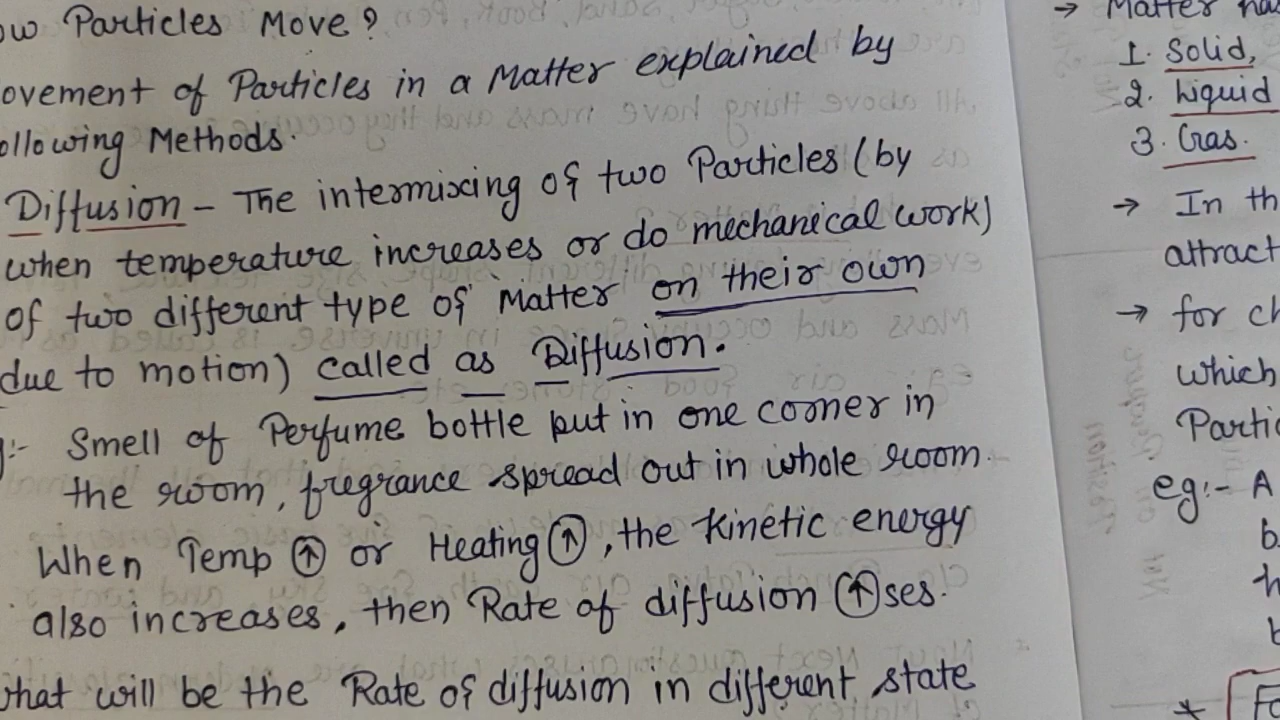 ow Particles Move?
ovement of Particles in a Matter explained by
ollowing Methods.
Diffusion - The intermixing of two Particles (by
when temperature increases or do mechanical work)
of two different type of Matter on their own
due to motion) called as Diffusion.
g:- Smell of Perfume bottle put in one corner in
the room, fregrance spread out in whole room.
When Temp ↑ or Heating ↑, the Kinetic energy
also increases, then Rate of diffusion ↑ses.
what will be the Rate of diffusion in different state
→ Matter has
1. Solid,
2. Liquid
3. Gas.
→ In th
attract
→ for ch
which
Partic
eg:- A
b
h
b